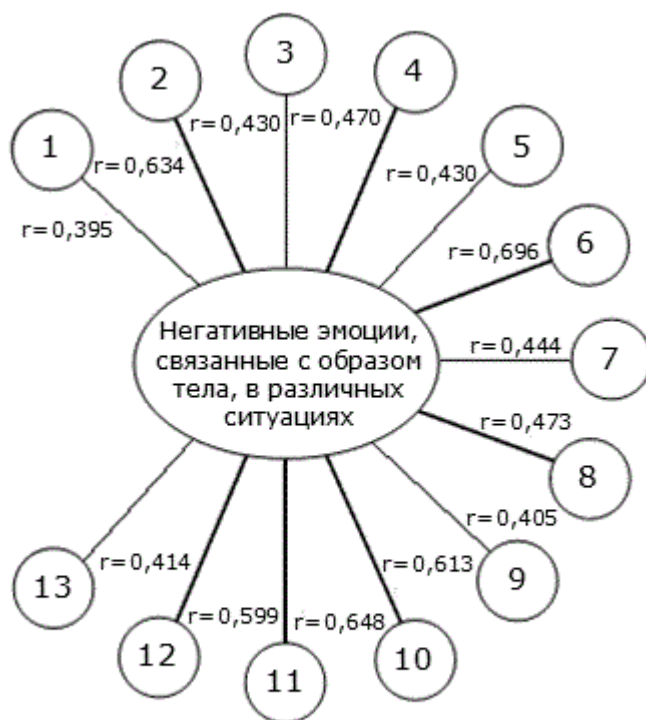 3
2
4
r=0,430
r=0,470
1
5
r=0,634
r=0,430
r=0,395
6
r=0,696
Негативные эмоции,
связанные с образом
тела, в различных
ситуациях
r=0,444
7
r=0,473
8
r=0,405
r=0,414
r=0,613
9
13
r=0,599
r=0,648
12
10
11